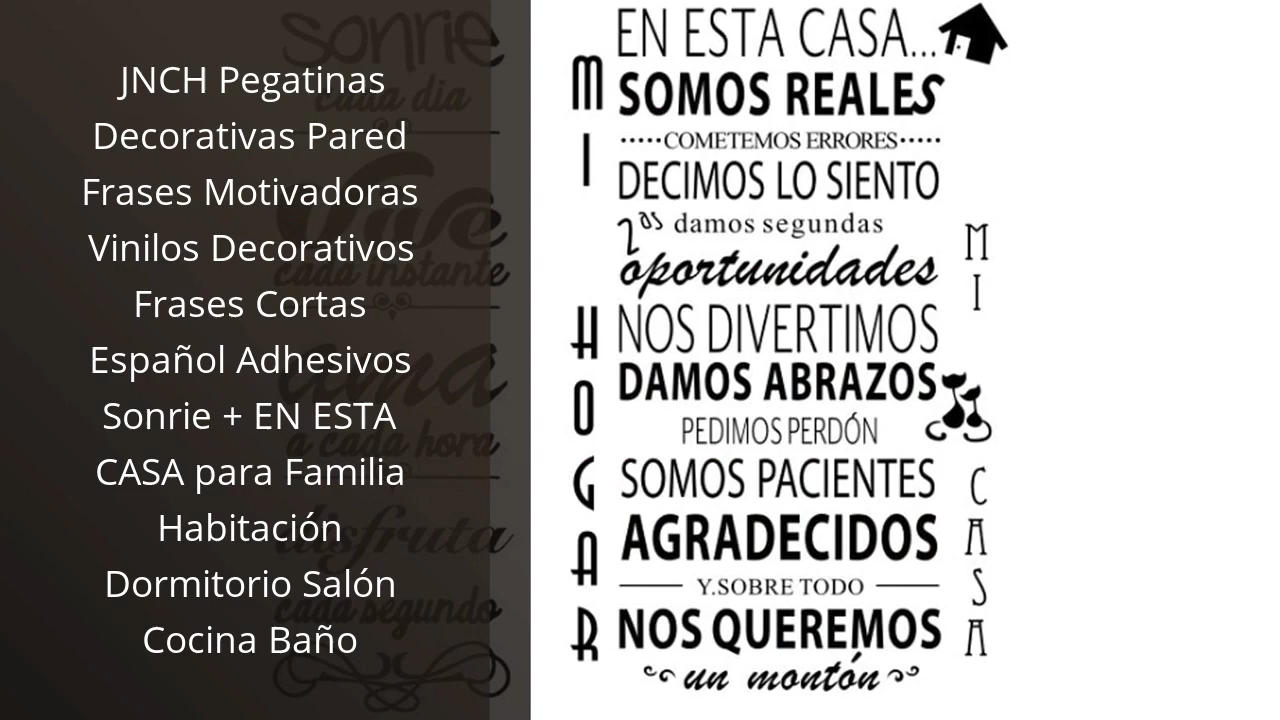 JNCH Pegatinas
Decorativas Pared
Frases Motivadoras
Vinilos Decorativos
Frases Cortas
Español Adhesivos
Sonrie + EN ESTA
CASA para Familia
Habitación
Dormitorio Salón
Cocina Baño
sonrie
cada dia
vive
cada instante
ama
a cada hora
disfruta
cada segundo
MI HOGAR
EN ESTA CASA...
SOMOS REALES
COMETEMOS ERRORES
DECIMOS LO SIENTO
2as damos segundas
oportunidades
NOS DIVERTIMOS
DAMOS ABRAZOS
PEDIMOS PERDÓN
SOMOS PACIENTES
AGRADECIDOS
Y.SOBRE TODO
NOS QUEREMOS
un montón
MI CASA